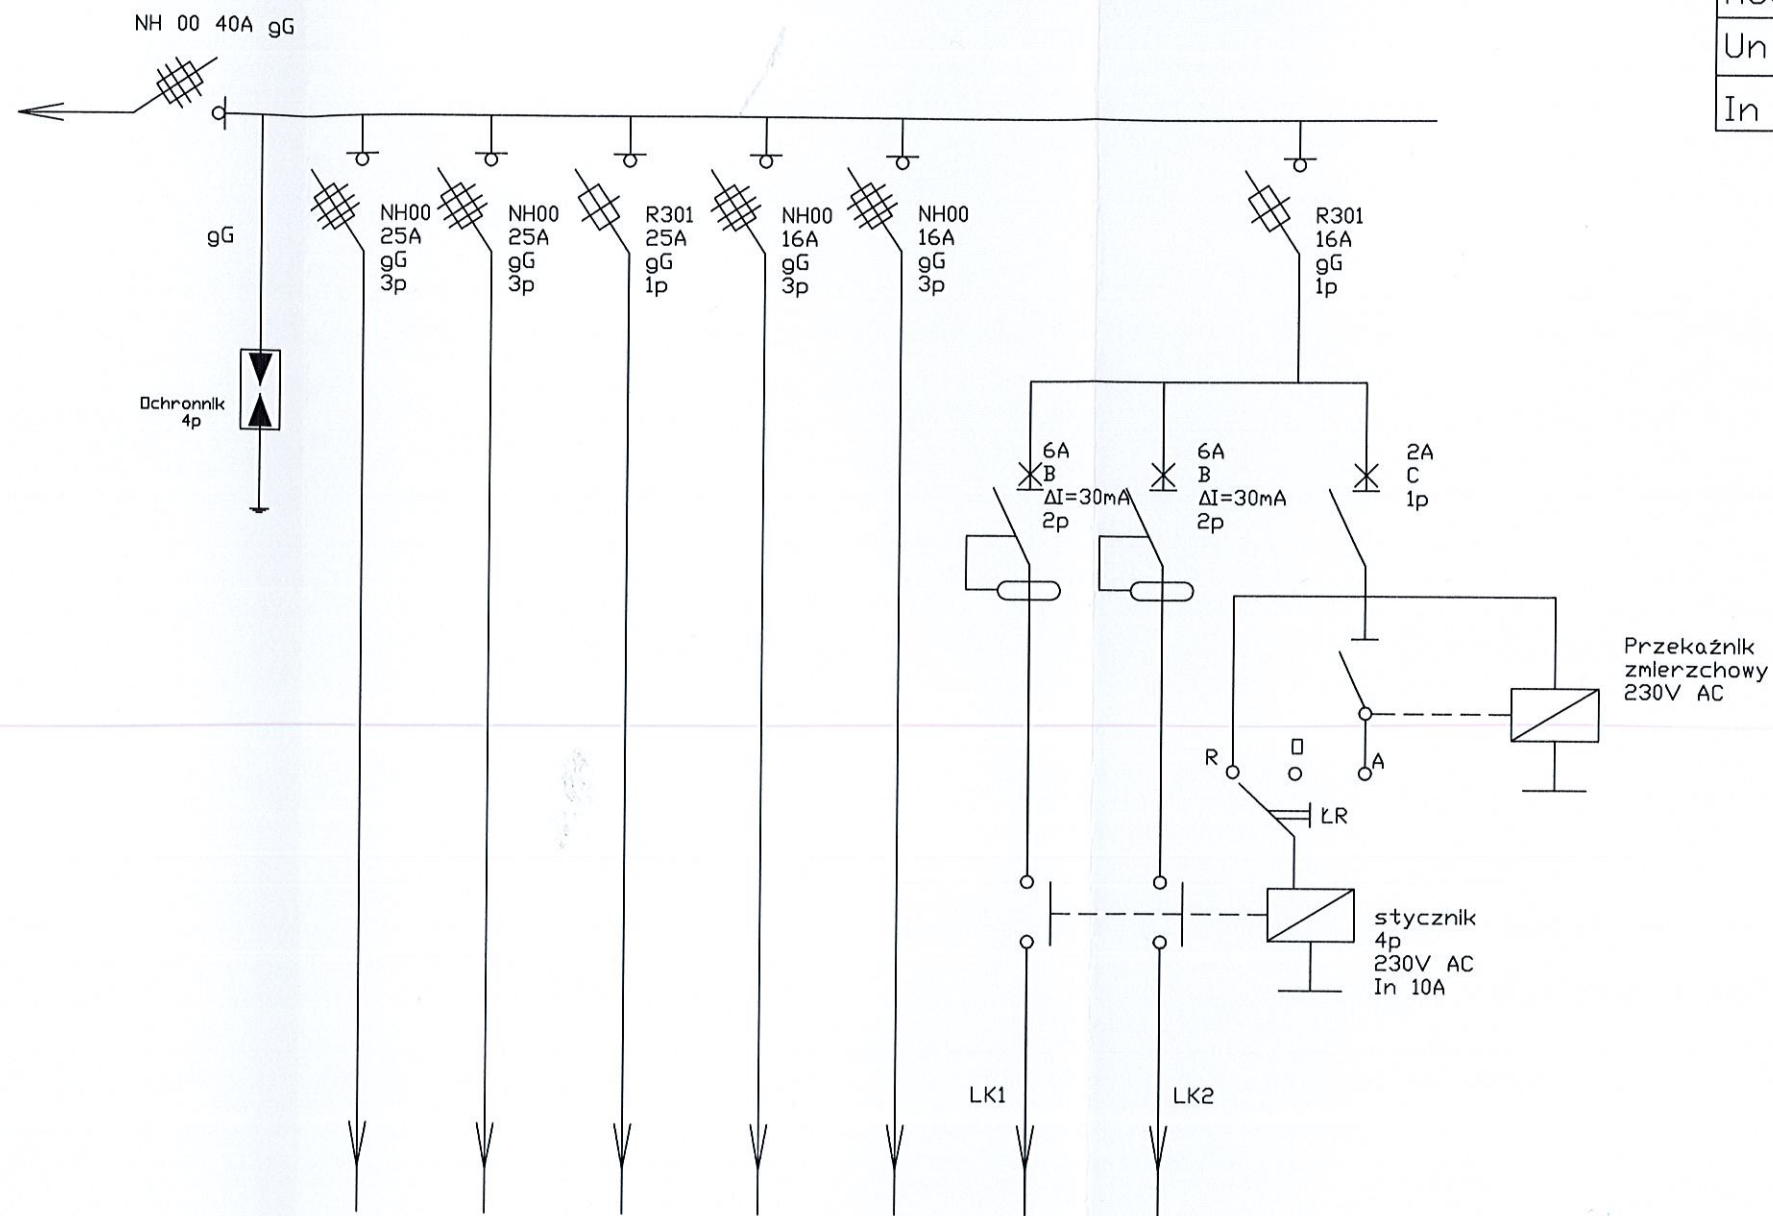 NH 00 40A gG
Un
In
gG
NH00
25A
gG
3p
NH00
25A
gG
3p
R301
25A
gG
1p
NH00
16A
gG
3p
NH00
16A
gG
3p
R301
16A
gG
1p
Ochronnik
4p
6A
B
ΔI=30mA
2p
6A
B
ΔI=30mA
2p
2A
C
1p
Przekaźnik
zmierzchowy
230V AC
R
0
A
ŁR
stycznik
4p
230V AC
In 10A
LK1
LK2